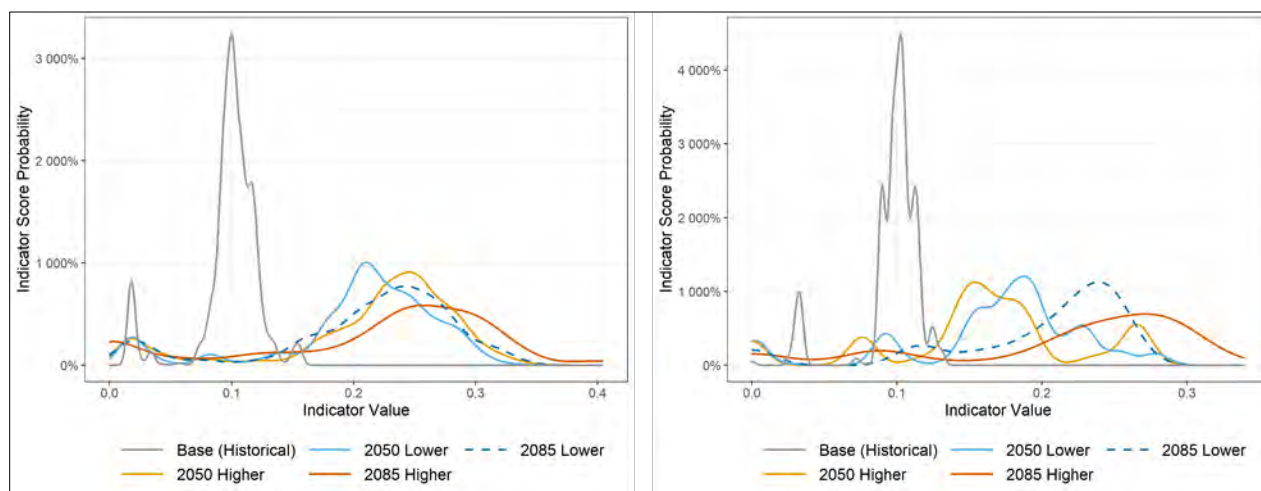 Indicator Score Probability
3 000%
2 000%
1 000%
0%
0.0 0.1 0.2 0.3 0.4
Indicator Value
Base (Historical) 2050 Lower 2085 Lower
2050 Higher 2085 Higher
Indicator Score Probability
4 000%
3 000%
2 000%
1 000%
0%
0.0 0.1 0.2 0.3
Indicator Value
Base (Historical) 2050 Lower 2085 Lower
2050 Higher 2085 Higher